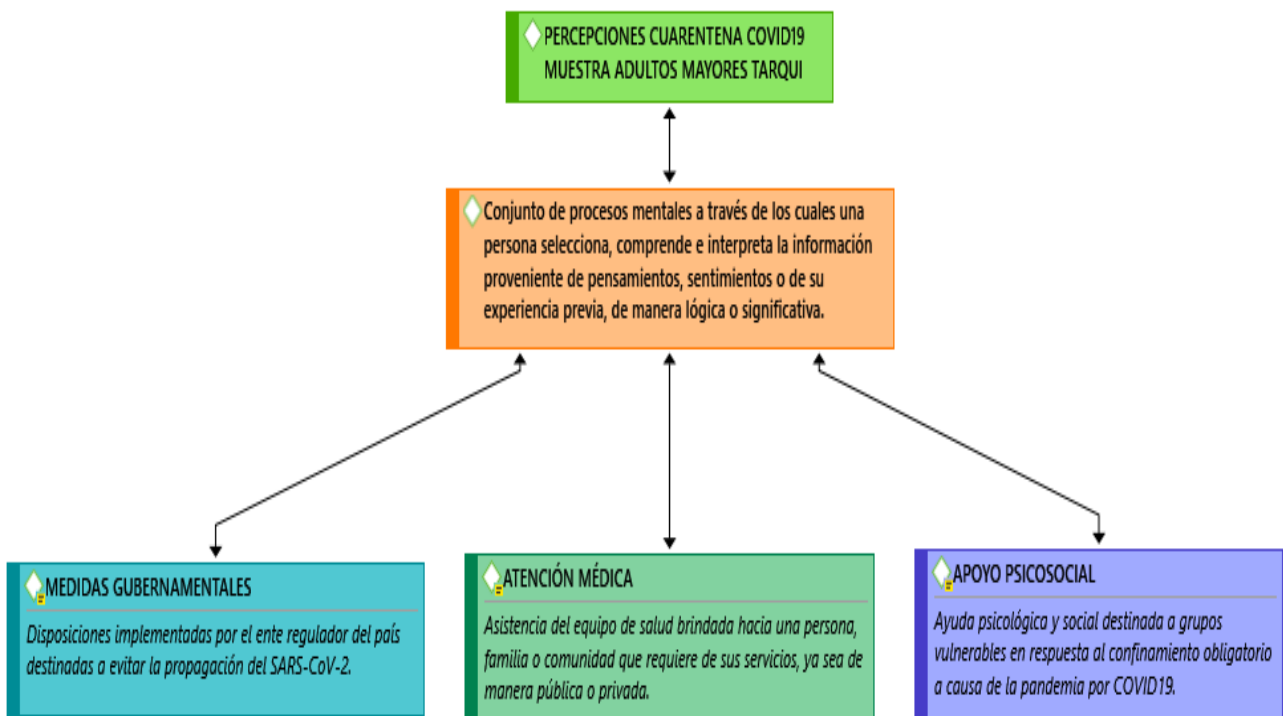 PERCEPCIONES CUARENTENA COVID19
MUESTRA ADULTOS MAYORES TARQUI
Conjunto de procesos mentales a través de los cuales una
persona selecciona, comprende e interpreta la información
proveniente de pensamientos, sentimientos o de su
experiencia previa, de manera lógica o significativa.
MEDIDAS GUBERNAMENTALES
Disposiciones implementadas por el ente regulador del país
destinadas a evitar la propagación del SARS-CoV-2.
ATENCIÓN MÉDICA
Asistencia del equipo de salud brindada hacia una persona,
familia o comunidad que requiere de sus servicios, ya sea de
manera pública o privada.
APOYO PSICOSOCIAL
Ayuda psicológica y social destinada a grupos
vulnerables en respuesta al confinamiento obligatorio
a causa de la pandemia por COVID19.